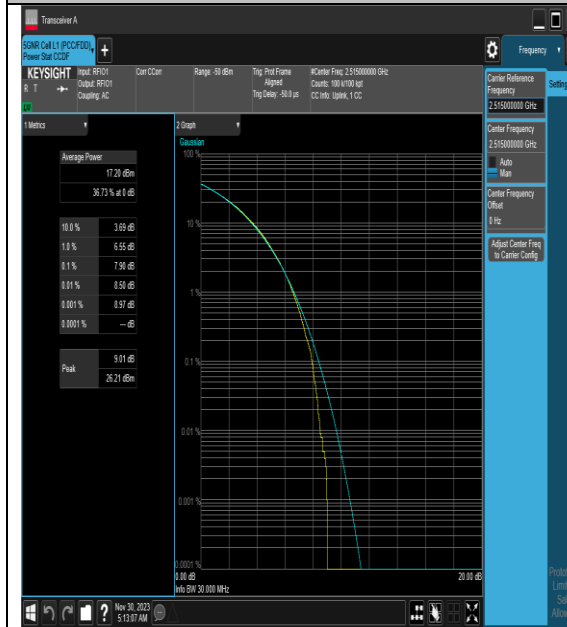 Transceiver A
5GNR Cell L1 (PCC/FDD)
Power Stat CCDF
Frequency
KEYSIGHT
R T
Input: RFIO1
Output: RFIO1
Coupling: AC
Corr CCorr
Range: -50 dBm
Trig: Prot Frame
Aligned
Trig Delay: -50.0 µs
#Center Freq: 2.515000000 GHz
Counts: 100 k/100 kpt
CC Info: Uplink, 1 CC
1 Metrics
Average Power
17.20 dBm
36.73 % at 0 dB
10.0 % 3.69 dB
1.0 % 6.55 dB
0.1 % 7.90 dB
0.01 % 8.50 dB
0.001 % 8.97 dB
0.0001 % --- dB
Peak
9.01 dB
26.21 dBm
2 Graph
Gaussian
100 %
10 %
1 %
0.1 %
0.01 %
0.001 %
0.0001 %
0.00 dB
20.00 dB
Info BW 30.000 MHz
Carrier Reference
Frequency
2.515000000 GHz
Center Frequency
2.515000000 GHz
Auto
Man
Center Frequency
Offset
0 Hz
Adjust Center Freq
to Carrier Config
Nov 30, 2023
5:13:07 AM